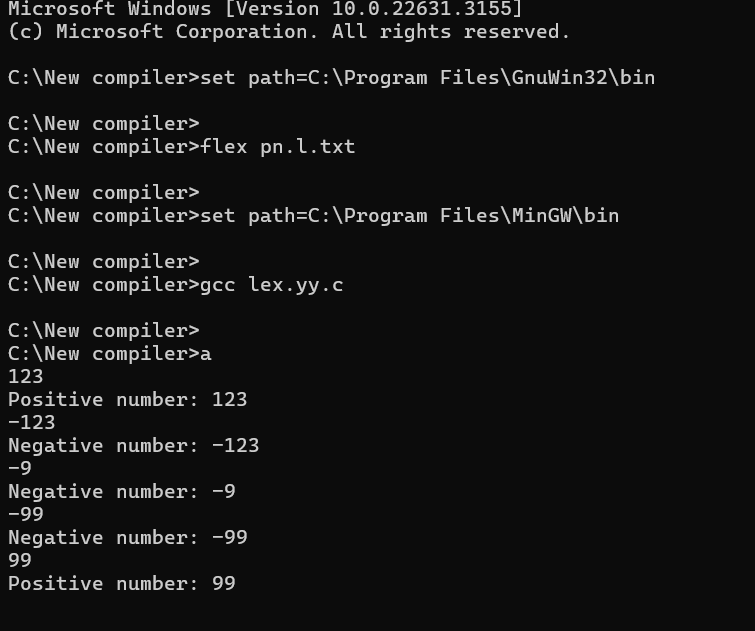 Microsoft Windows [Version 10.0.22631.3155]
(c) Microsoft Corporation. All rights reserved.
C:\New compiler>set path=C:\Program Files\GnuWin32\bin
C:\New compiler>
C:\New compiler>flex pn.l.txt
C:\New compiler>
C:\New compiler>set path=C:\Program Files\MinGW\bin
C:\New compiler>
C:\New compiler>gcc lex.yy.c
C:\New compiler>
C:\New compiler>a
123
Positive number: 123
-123
Negative number: -123
-9
Negative number: -9
-99
Negative number: -99
99
Positive number: 99